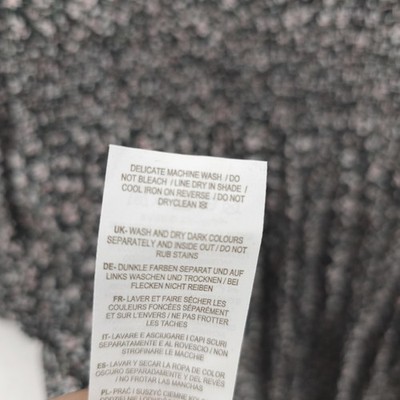 DELICATE MACHINE WASH / DO
NOT BLEACH / LINE DRY IN SHADE /
COOL IRON ON REVERSE / DO NOT
DRYCLEAN
UK- WASH AND DRY DARK COLOURS
SEPARATELY AND INSIDE OUT / DO NOT
RUB STAINS
DE- DUNKLE FARBEN SEPARAT UND AUF
LINKS WASCHEN UND TROCKNEN / BEI
FLECKEN NICHT REIBEN
FR- LAVER ET FAIRE SÉCHER LES
COULEURS FONCÉES SÉPARÉMENT
ET SUR L'ENVERS / NE PAS FROTTER
LES TACHES
IT- LAVARE E ASCIUGARE I CAPI SCURI
SEPARATAMENTE E AL ROVESCIO / NON
STROFINARE LE MACCHIE
ES- LAVAR Y SECAR LA ROPA DE COLOR
OSCURO SEPARADAMENTE Y DEL REVÉS
/ NO FROTAR LAS MANCHAS
PL- PRAĆ I SUSZYĆ CIEMNE